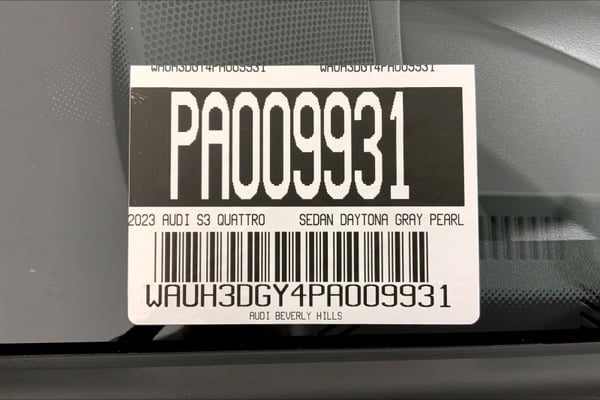 WAUH3DGY4PA009931 WAUH3DGY4PA009931
PA009931
2023 AUDI S3 QUATTRO SEDAN DAYTONA GRAY PEARL
WAUH3DGY4PA009931
AUDI BEVERLY HILLS